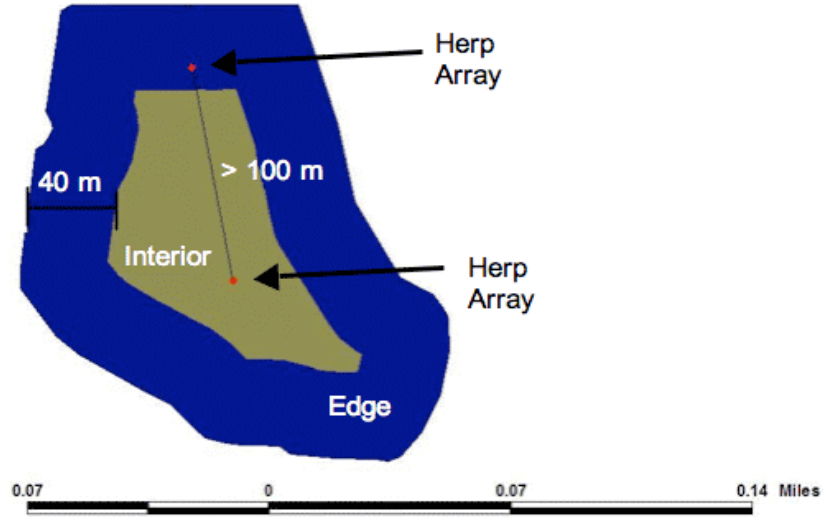 Herp
Array
40 m
> 100 m
Interior
Herp
Array
Edge
0.07 0 0.07 0.14 Miles